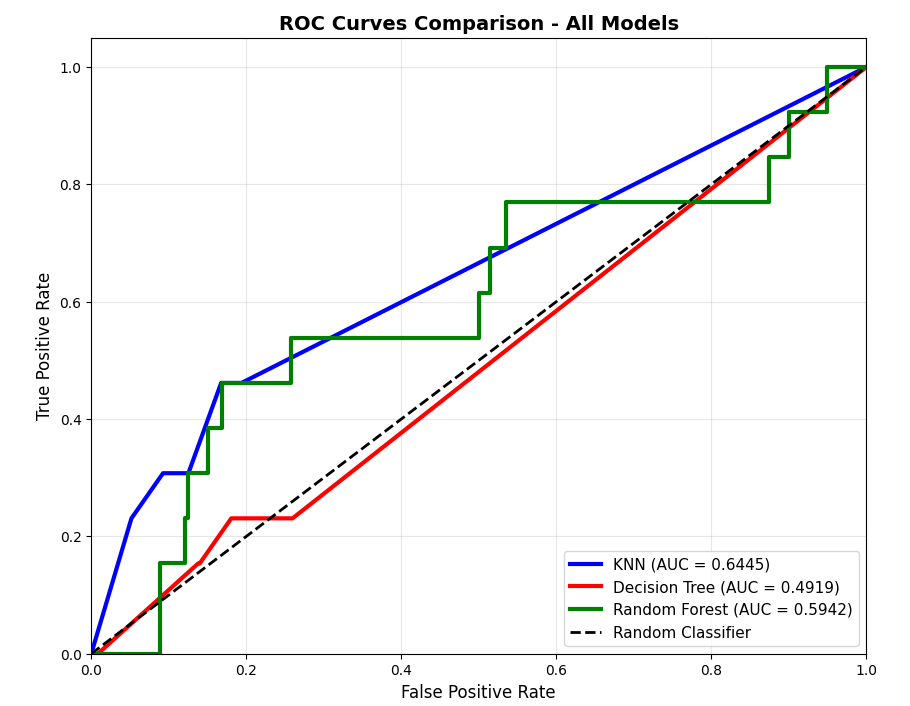 ROC Curves Comparison - All Models
True Positive Rate
1.0
0.8
0.6
0.4
0.2
0.0
0.0 0.2 0.4 0.6 0.8 1.0
False Positive Rate
KNN (AUC = 0.6445)
Decision Tree (AUC = 0.4919)
Random Forest (AUC = 0.5942)
Random Classifier